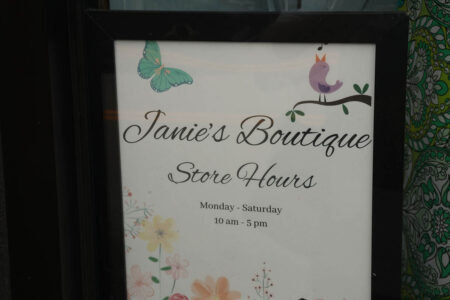 Janie's Boutique
Store Hours
Monday - Saturday
10 am - 5 pm